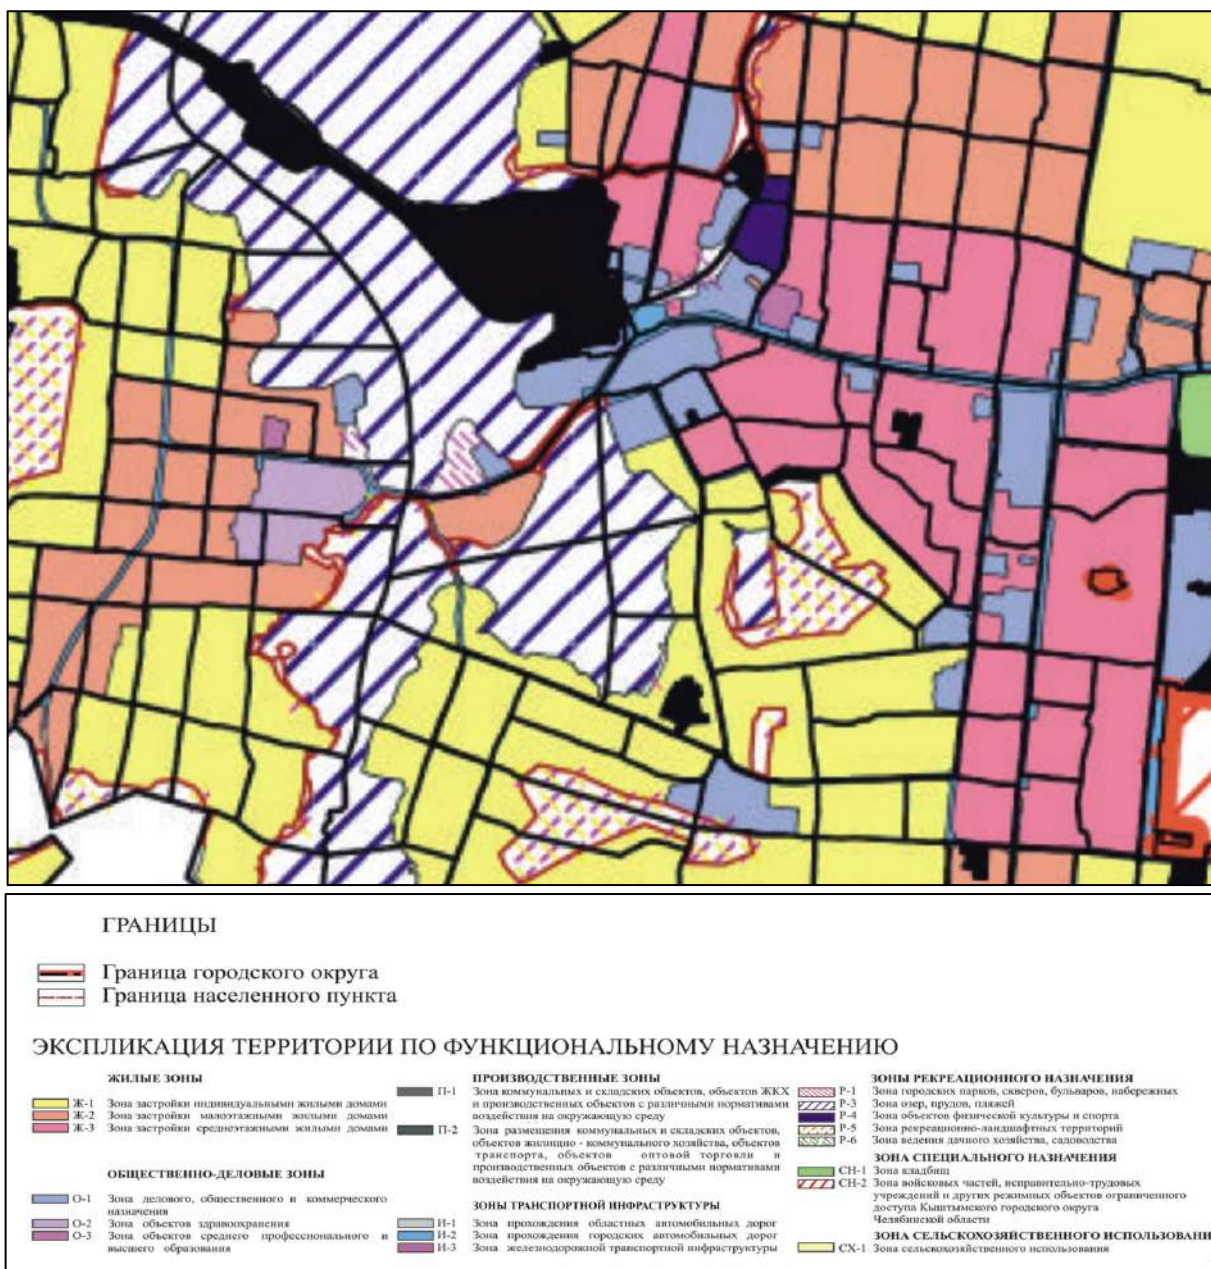 ГРАНИЦЫ
Граница городского округа
Граница населенного пункта
ЭКСПЛИКАЦИЯ ТЕРРИТОРИИ ПО ФУНКЦИОНАЛЬНОМУ НАЗНАЧЕНИЮ
ЖИЛЫЕ ЗОНЫ
Ж-1 Зона застройки индивидуальными жилыми домами
Ж-2 Зона застройки малоэтажными жилыми домами
Ж-3 Зона застройки среднеэтажными жилыми домами
ОБЩЕСТВЕННО-ДЕЛОВЫЕ ЗОНЫ
О-1 Зона делового, общественного и коммерческого
назначения
О-2 Зона объектов здравоохранения
О-3 Зона объектов среднего профессионального и
высшего образования
ПРОИЗВОДСТВЕННЫЕ ЗОНЫ
П-1 Зона коммунальных и складских объектов, объектов ЖКХ
и производственных объектов с различными нормативами
воздействия на окружающую среду
П-2 Зона размещения коммунальных и складских объектов,
объектов жилищно - коммунального хозяйства, объектов
транспорта, объектов оптовой торговли и
производственных объектов с различными нормативами
воздействия на окружающую среду
ЗОНЫ ТРАНСПОРТНОЙ ИНФРАСТРУКТУРЫ
И-1 Зона прохождения областных автомобильных дорог
И-2 Зона прохождения городских автомобильных дорог
И-3 Зона железнодорожной транспортной инфраструктуры
ЗОНЫ РЕКРЕАЦИОННОГО НАЗНАЧЕНИЯ
Р-1 Зона городских парков, скверов, бульваров, набережных
Р-3 Зона озер, прудов, пляжей
Р-4 Зона объектов физической культуры и спорта
Р-5 Зона рекреационно-ландшафтных территорий
Р-6 Зона ведения дачного хозяйства, садоводства
ЗОНА СПЕЦИАЛЬНОГО НАЗНАЧЕНИЯ
СН-1 Зона кладбищ
СН-2 Зона войсковых частей, исправительно-трудовых
учреждений и других режимных объектов ограниченного
доступа Кыштымского городского округа
Челябинской области
ЗОНА СЕЛЬСКОХОЗЯЙСТВЕННОГО ИСПОЛЬЗОВАНИ
СХ-1 Зона сельскохозяйственного использования